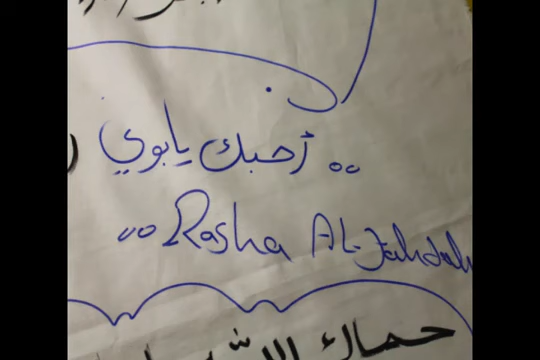 أحبك يابوي ..
.. Rasha Al-Jahdali
حماك الله